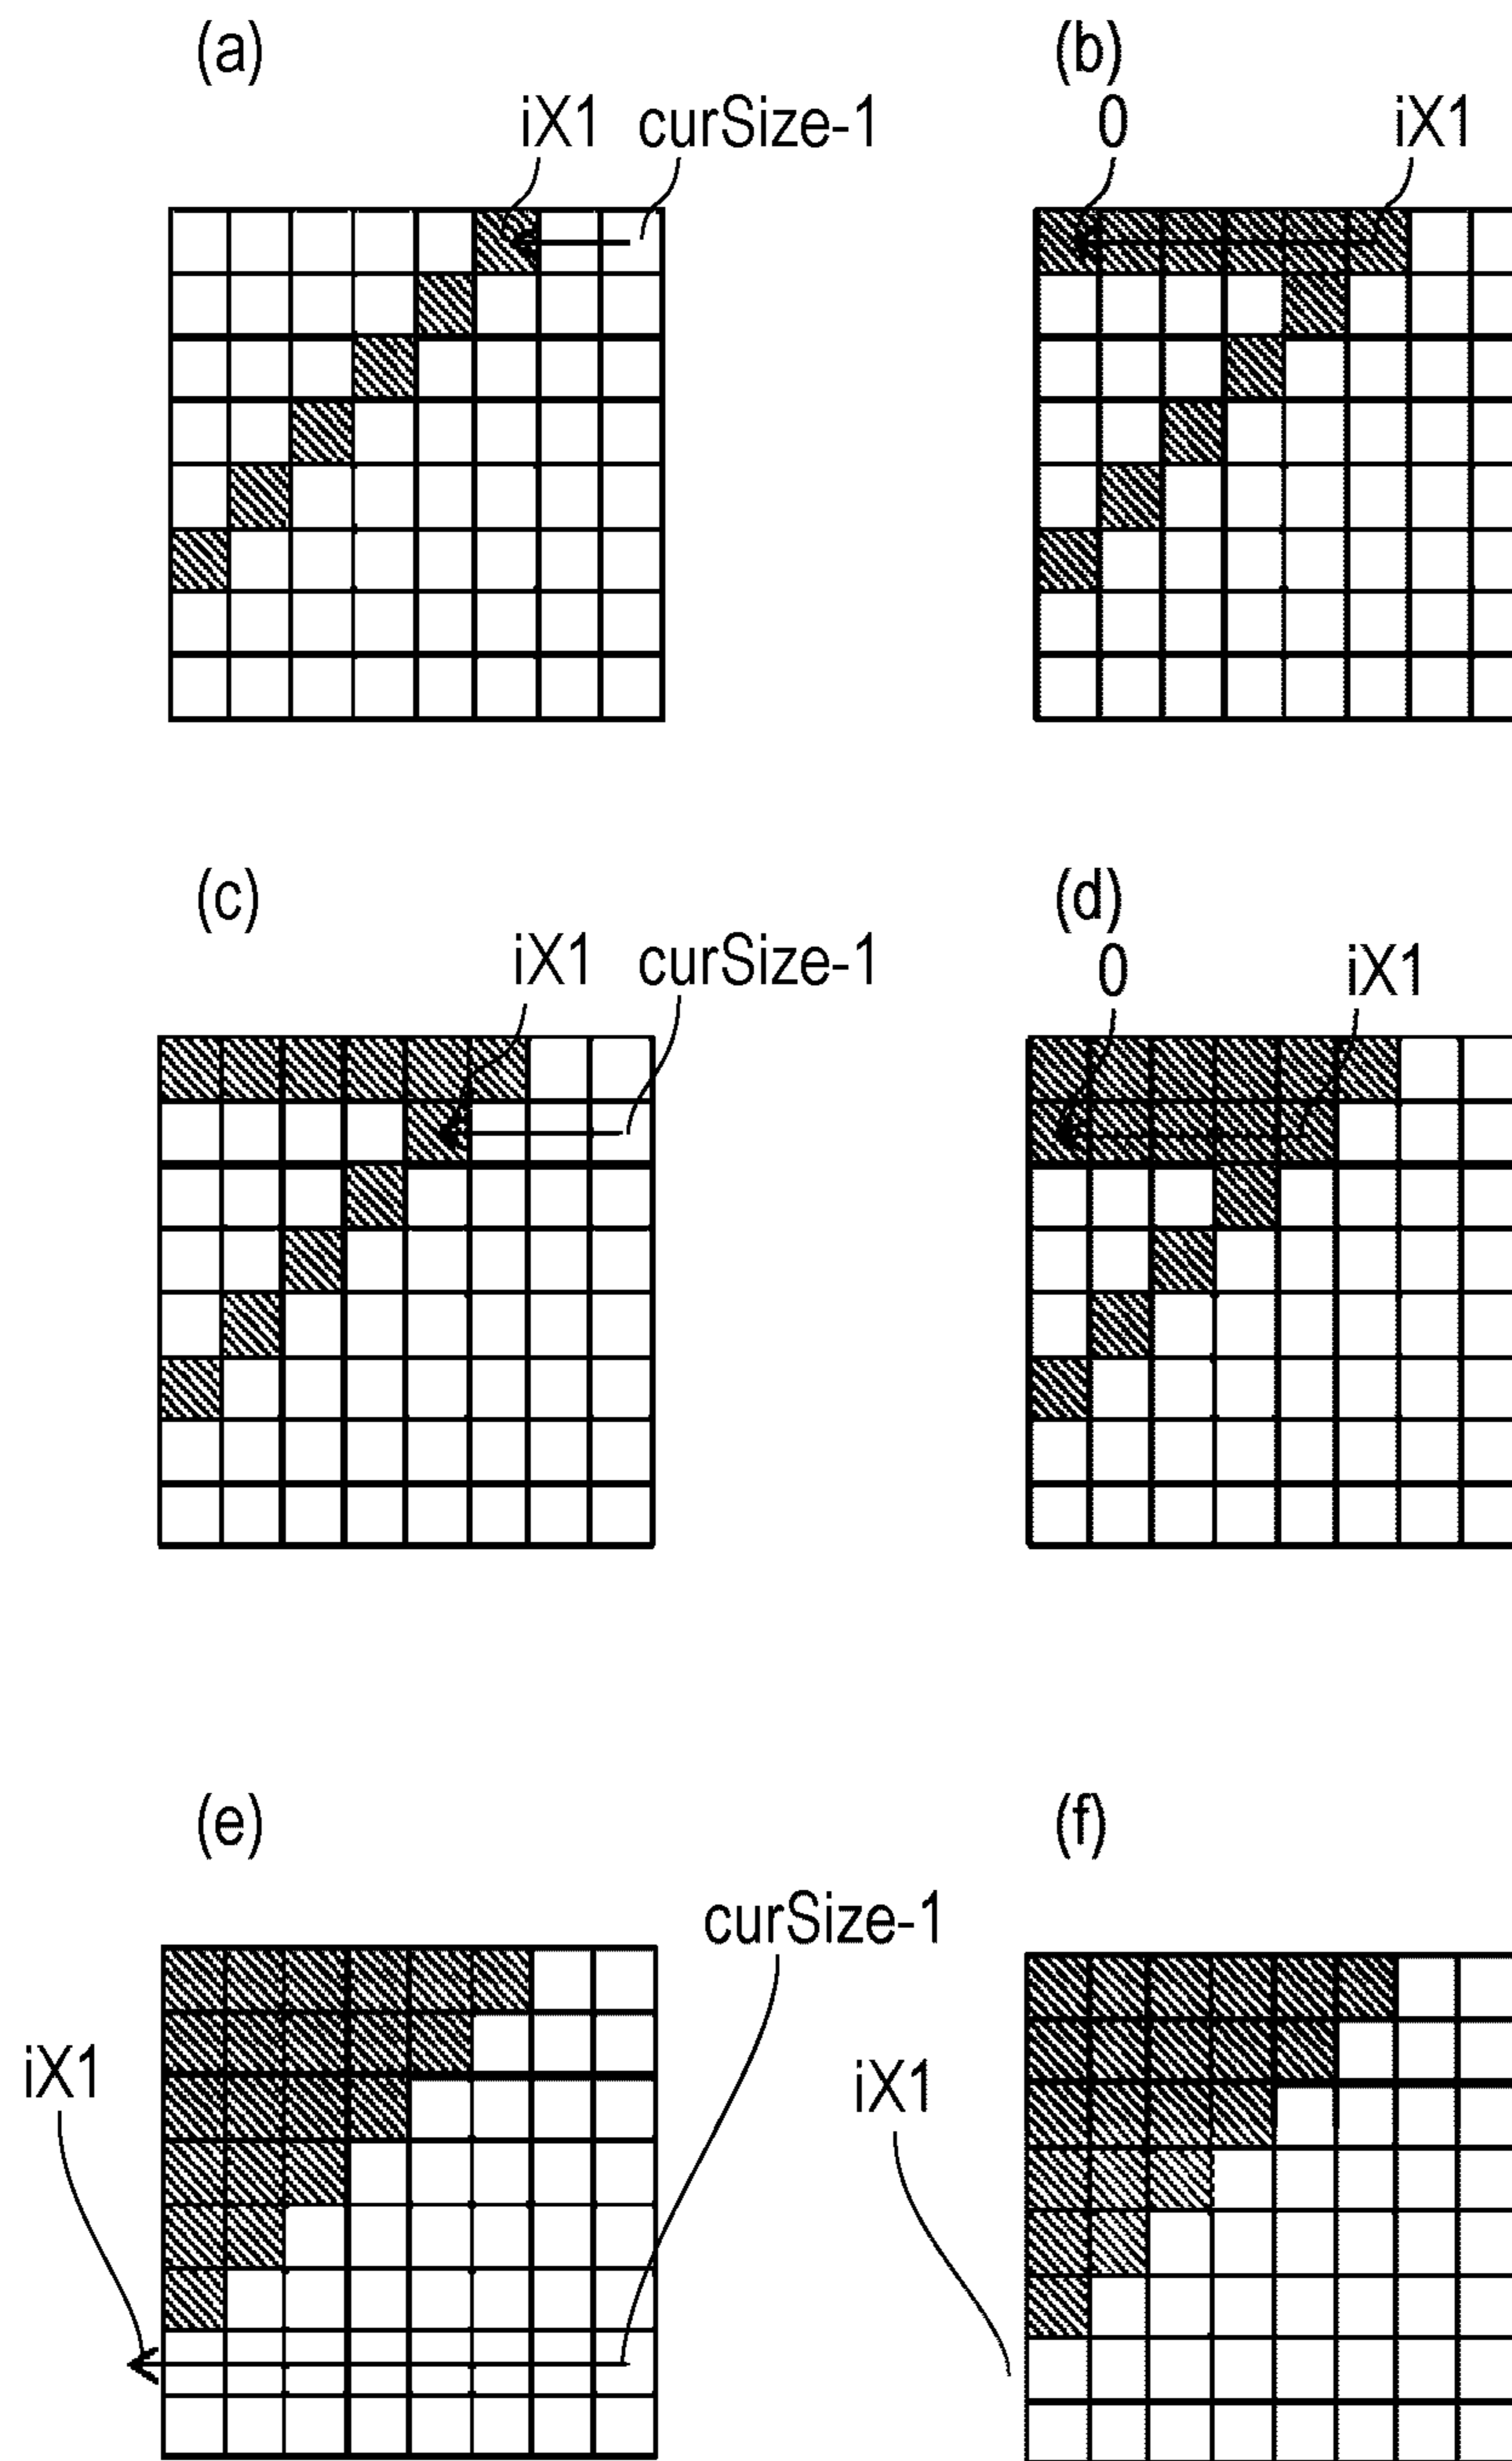 (a)
(b)
iX1 curSize-1
0 iX1
(c)
(d)
iX1 curSize-1
0 iX1
(e)
(f)
curSize-1
iX1
iX1